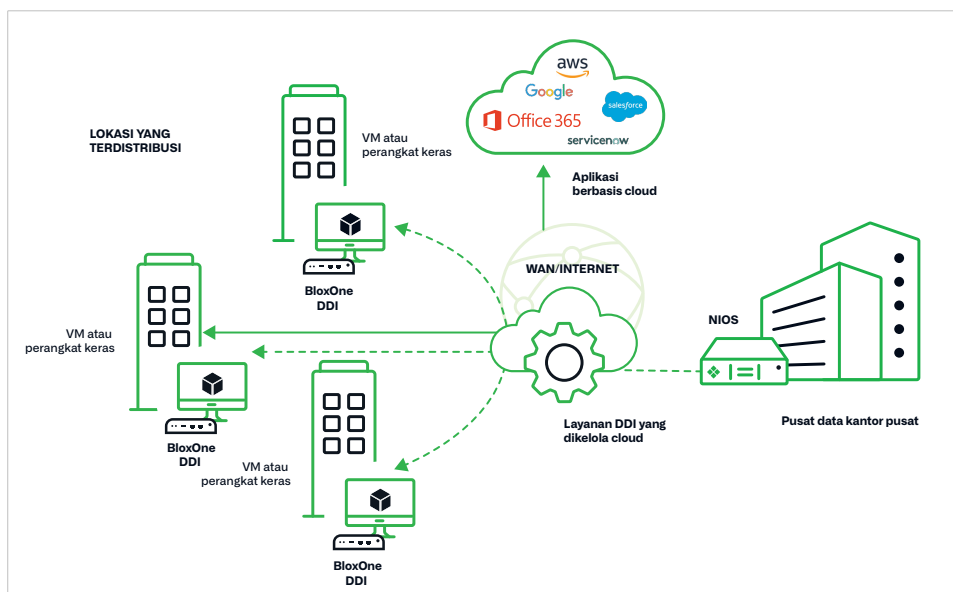 LOKASI YANG
TERDISTRIBUSI
VM atau
perangkat keras
aws
Google
salesforce
Office 365
servicenow
Aplikasi
berbasis cloud
WAN/INTERNET
BloxOne
DDI
NIOS
VM atau
perangkat keras
BloxOne
DDI
Layanan DDI yang
dikelola cloud
Pusat data kantor pusat
VM atau
perangkat keras
BloxOne
DDI